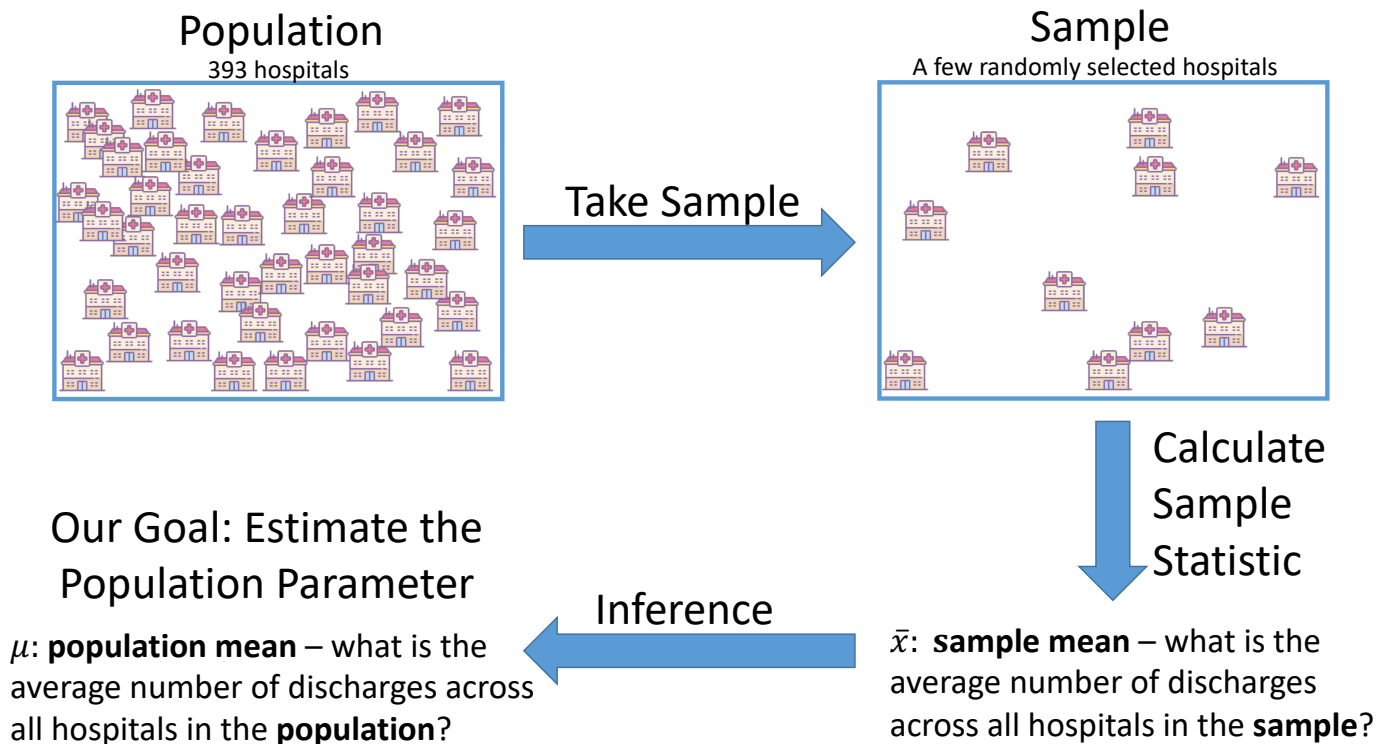 Population
393 hospitals
Sample
A few randomly selected hospitals
Take Sample
Calculate
Sample
Statistic
Our Goal: Estimate the
Population Parameter
Inference
μ: population mean – what is the
average number of discharges across
all hospitals in the population?
x̄: sample mean – what is the
average number of discharges
across all hospitals in the sample?